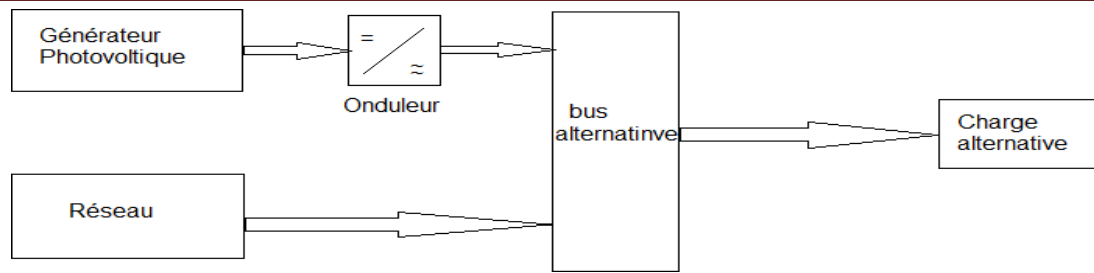 Générateur
Photovoltique
=
≈
Onduleur
bus
alternatinve
Charge
alternative
Réseau